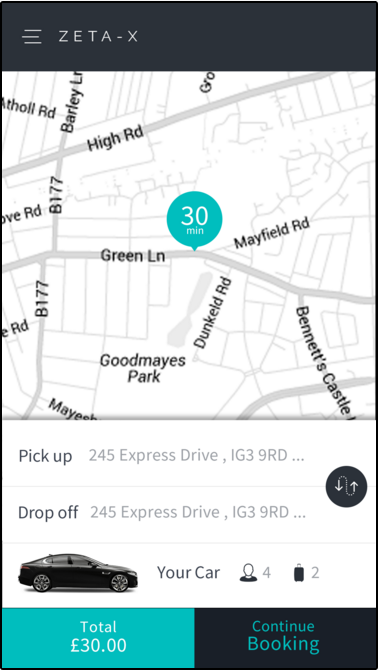 ZETA-X
Gro
Atholl Rd
Barley Ln
High Rd
B177
ove Rd
30
min
Mayfield Rd
Green Ln
B177
Dunkeld Rd
e Rd
Bennett's Castle
Goodmayes
Park
Mayesb
Pick up 245 Express Drive , IG3 9RD ...
Drop off 245 Express Drive , IG3 9RD ...
Your Car 4 2
Total
£30.00
Continue
Booking